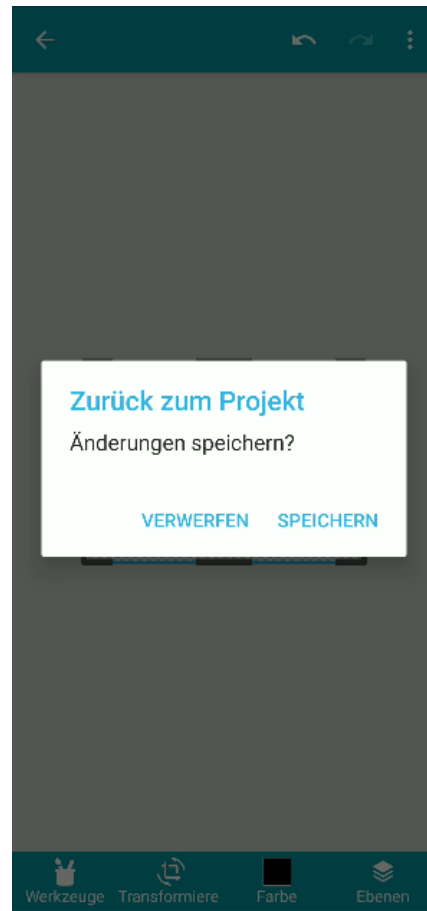 Zurück zum Projekt
Änderungen speichern?
VERWERFEN SPEICHERN
Werkzeuge Transformiere Farbe Ebenen